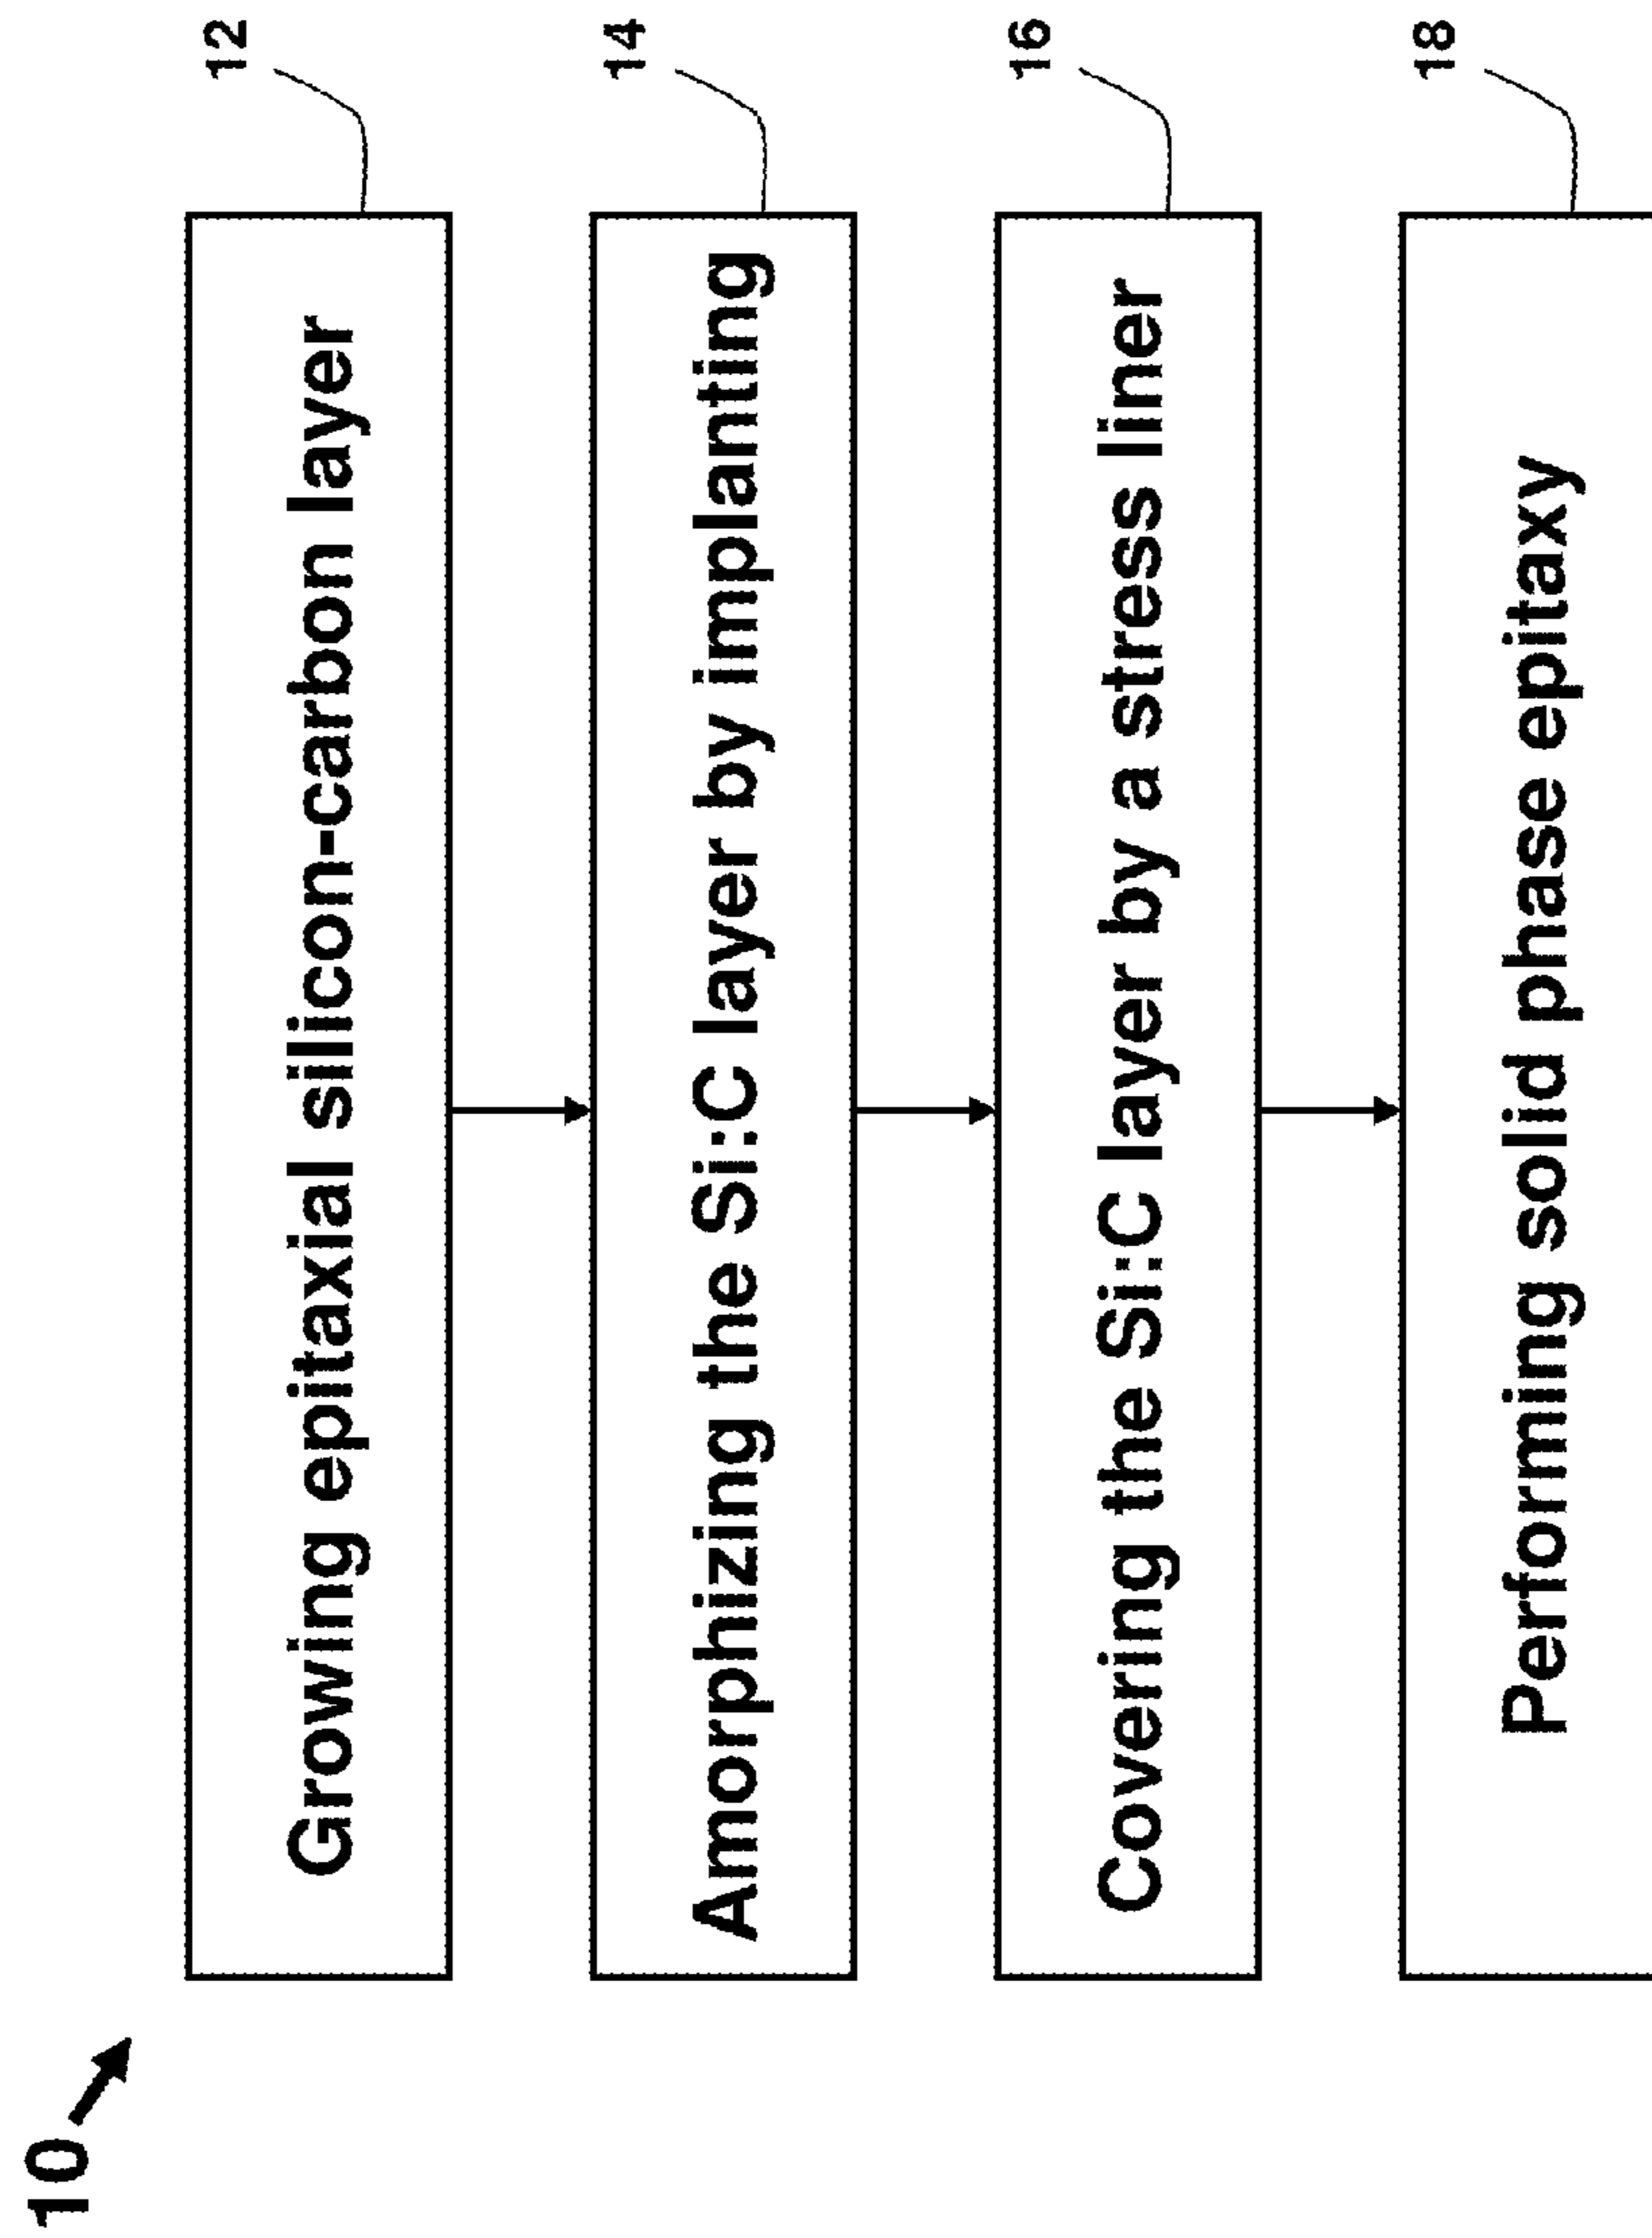 10
Growing epitaxial silicon-carbon layer
12
Amorphizing the Si:C layer by implanting
14
Covering the Si:C layer by a stress liner
16
Performing solid phase epitaxy
18